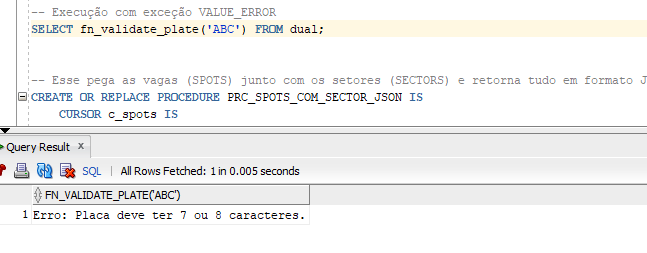 -- Execução com exceção VALUE_ERROR
SELECT fn_validate_plate('ABC') FROM dual;
-- Esse pega as vagas (SPOTS) junto com os setores (SECTORS) e retorna tudo em formato J
CREATE OR REPLACE PROCEDURE PRC_SPOTS_COM_SECTOR_JSON IS
CURSOR c_spots IS
Query Result x
SQL | All Rows Fetched: 1 in 0.005 seconds
FN_VALIDATE_PLATE('ABC')
1 Erro: Placa deve ter 7 ou 8 caracteres.